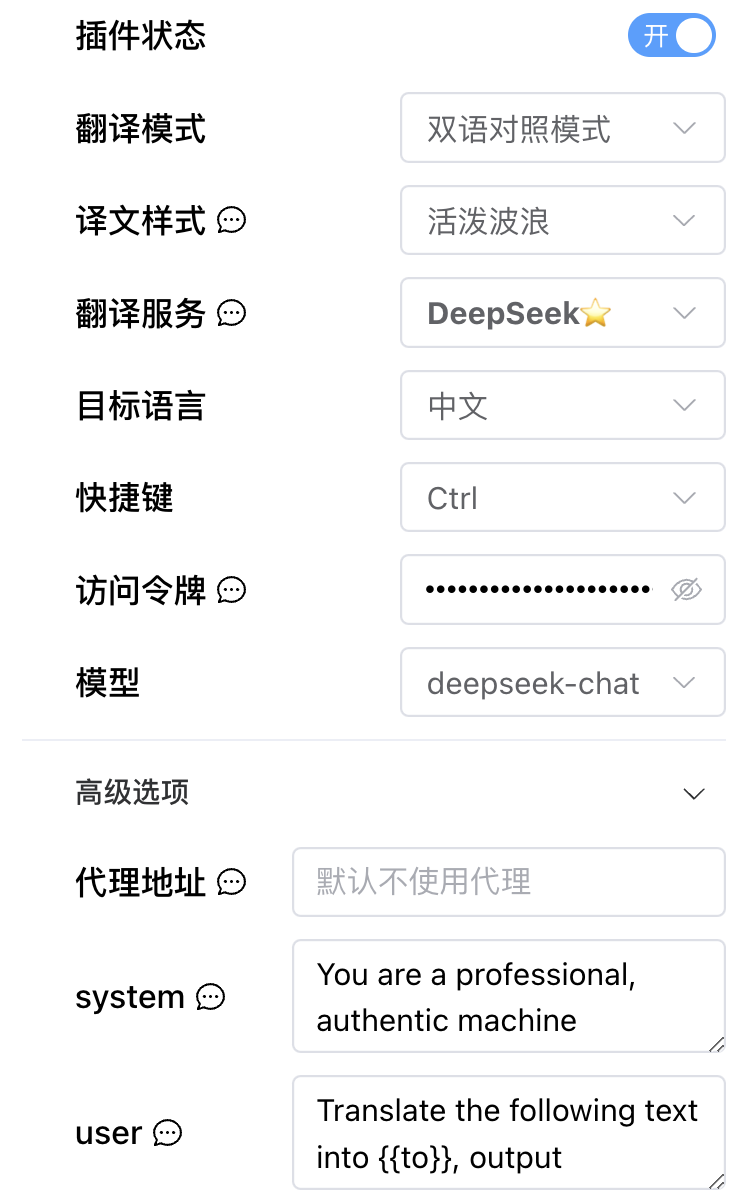 插件状态 开
翻译模式 双语对照模式
译文样式 活泼波浪
翻译服务 DeepSeek⭐
目标语言 中文
快捷键 Ctrl
访问令牌 •••••••••••••••••••••
模型 deepseek-chat
高级选项
代理地址 默认不使用代理
system You are a professional,
authentic machine
user Translate the following text
into {{to}}, output